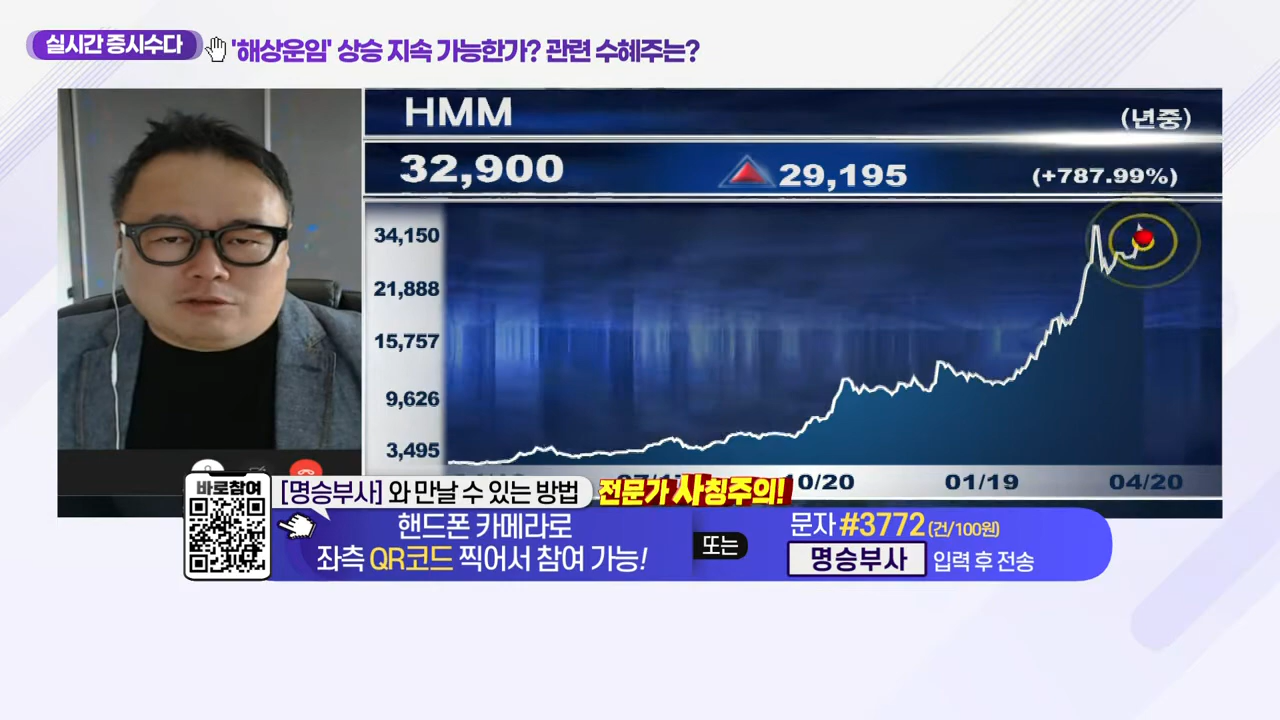 실시간 증시수다
'해상운임' 상승 지속 가능한가? 관련 수혜주는?
HMM
(년중)
32,900
29,195
(+787.99%)
34,150
21,888
15,757
9,626
3,495
10/20
01/19
04/20
바로참여
[명승부사] 와 만날 수 있는 방법
전문가 사칭주의!
핸드폰 카메라로
좌측 QR코드 찍어서 참여 가능!
또는
문자 #3772 (건/100원)
명승부사 입력 후 전송